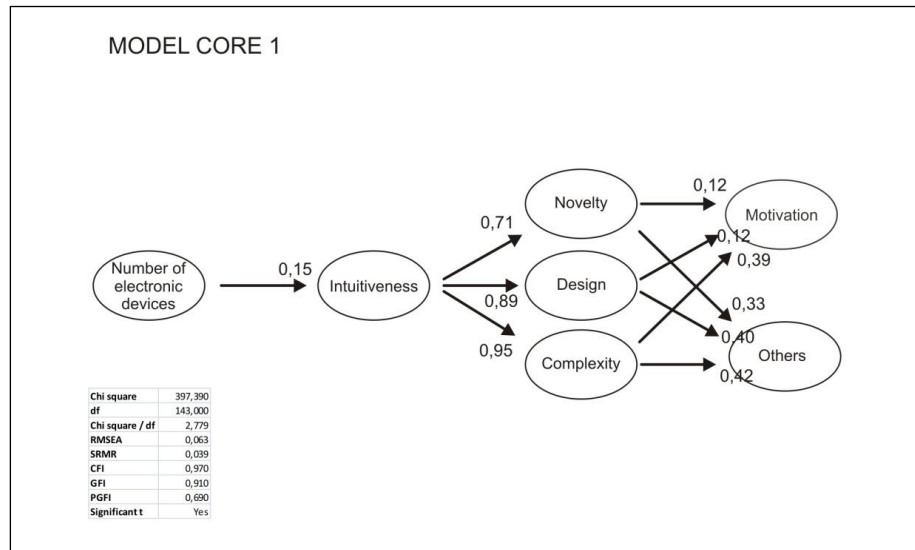 MODEL CORE 1
Number of
electronic
devices
0,15
Intuitiveness
0,71
0,89
0,95
Novelty
Design
Complexity
0,12
0,12
0,39
0,33
0,40
0,42
Motivation
Others
Chi square 397,390
df 143,000
Chi square / df 2,779
RMSEA 0,063
SRMR 0,039
CFI 0,970
GFI 0,910
PGFI 0,690
Significant t Yes